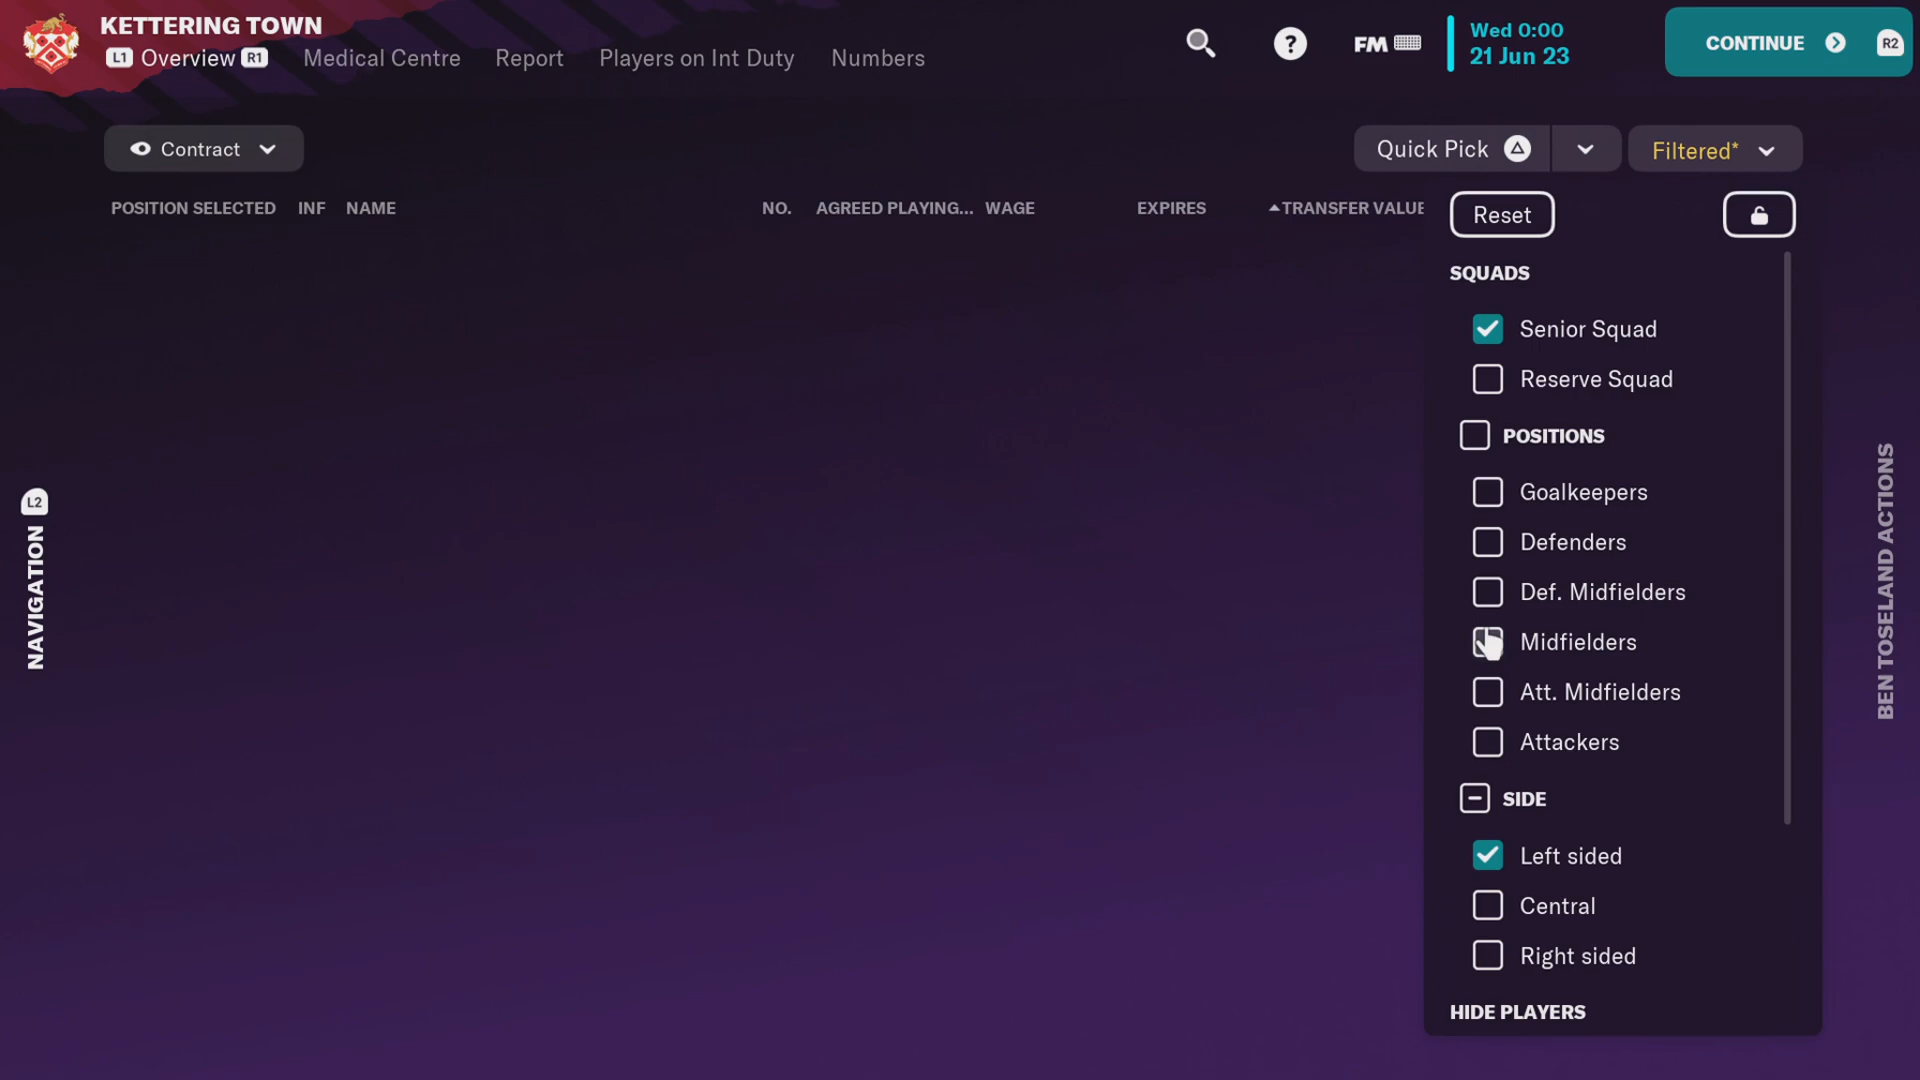 KETTERING TOWN
L1 Overview R1 Medical Centre Report Players on Int Duty Numbers
FM
Wed 0:00
21 Jun 23
CONTINUE R2
Contract
Quick Pick
Filtered*
POSITION SELECTED INF NAME NO. AGREED PLAYING... WAGE EXPIRES TRANSFER VALUE
Reset
SQUADS
Senior Squad
Reserve Squad
POSITIONS
Goalkeepers
Defenders
Def. Midfielders
Midfielders
Att. Midfielders
Attackers
SIDE
Left sided
Central
Right sided
HIDE PLAYERS
L2
NAVIGATION
BEN TOSELAND ACTIONS